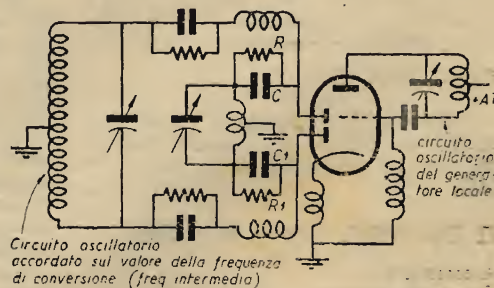 R
C
+AT
C1
R1
circuito
oscillatorio
del genera-
tore locale
Circuito oscillatorio
accordato sul valore della frequenza
di conversione (freq intermedia)